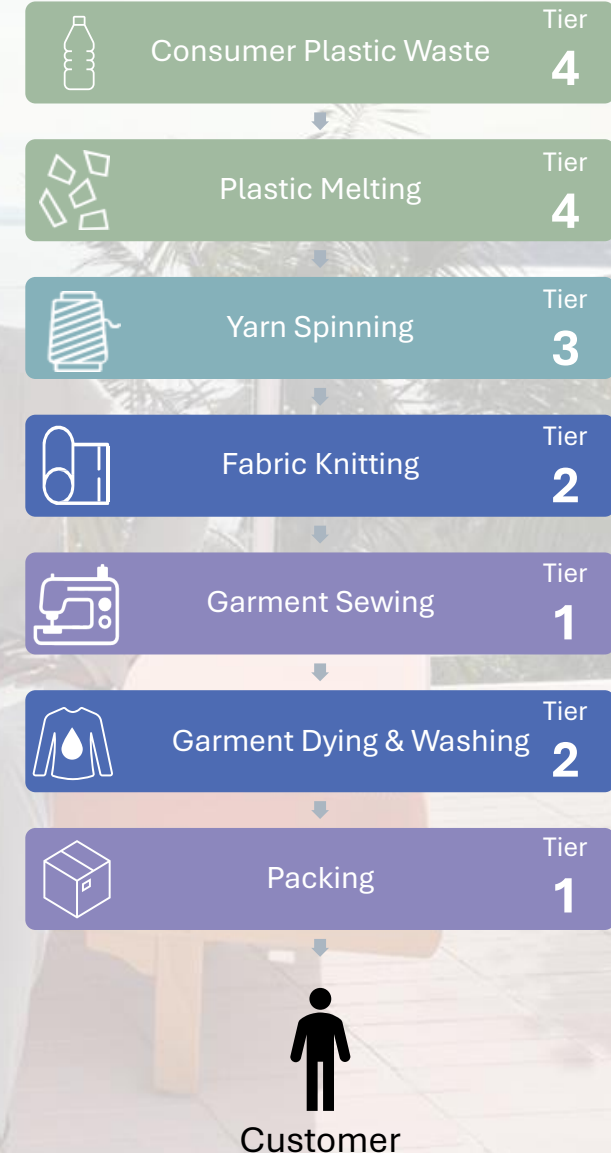 Consumer Plastic Waste
Tier
4
Plastic Melting
Tier
4
Yarn Spinning
Tier
3
Fabric Knitting
Tier
2
Garment Sewing
Tier
1
Garment Dying & Washing
Tier
2
Packing
Tier
1
Customer